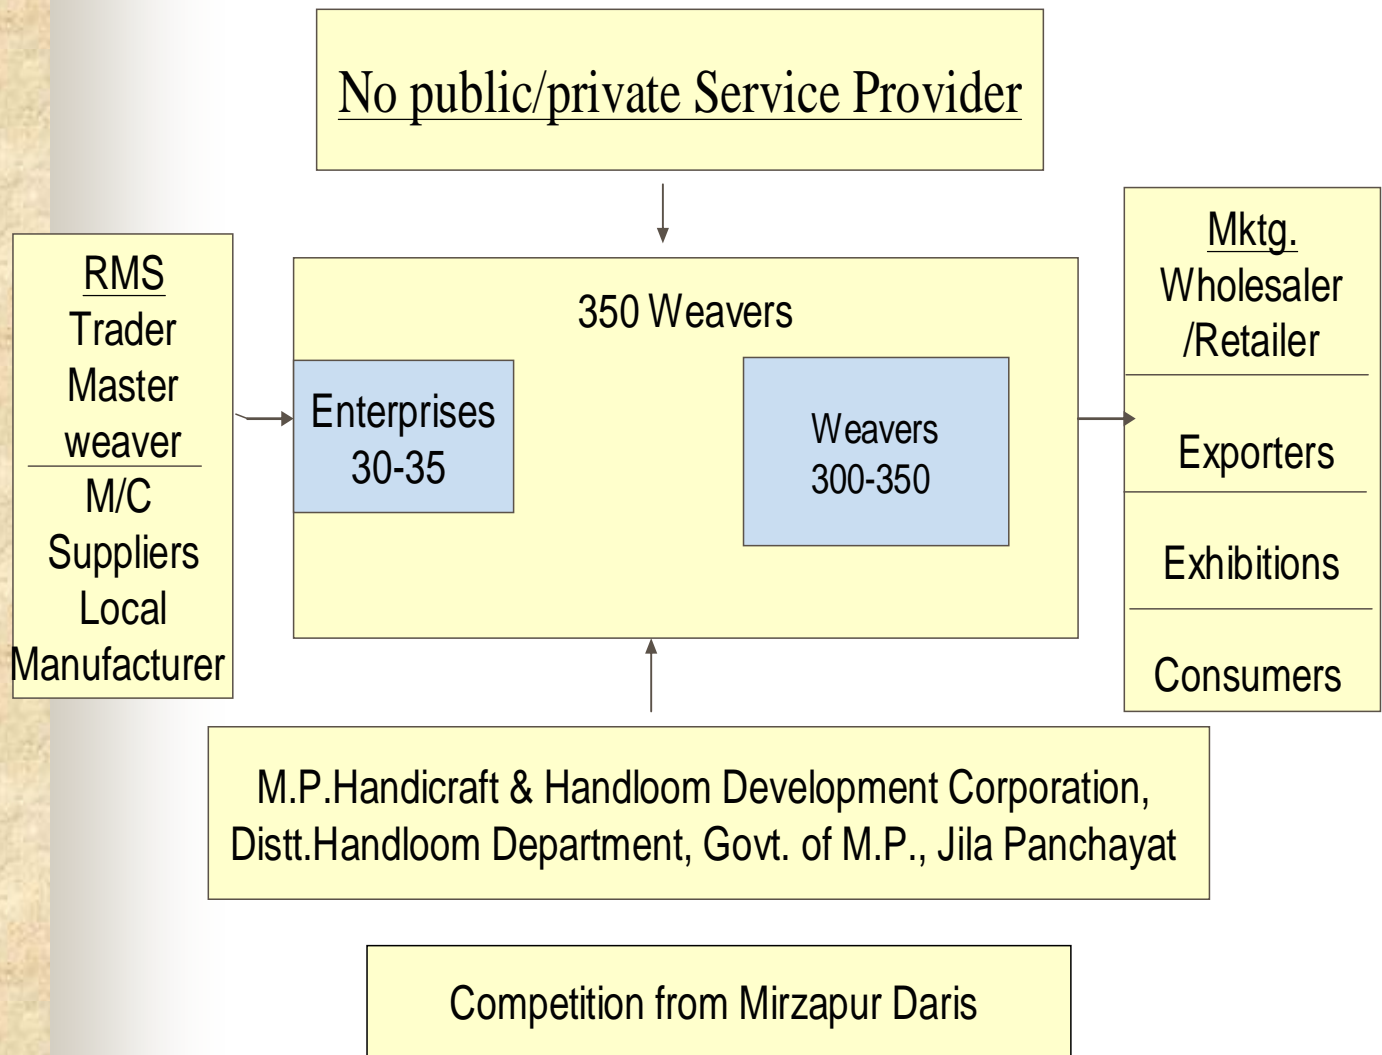 No public/private Service Provider
RMS
Trader
Master
weaver
M/C
Suppliers
Local
Manufacturer
350 Weavers
Enterprises
30-35
Weavers
300-350
Mktg.
Wholesaler
/Retailer
Exporters
Exhibitions
Consumers
M.P.Handicraft & Handloom Development Corporation,
Distt.Handloom Department, Govt. of M.P., Jila Panchayat
Competition from Mirzapur Daris